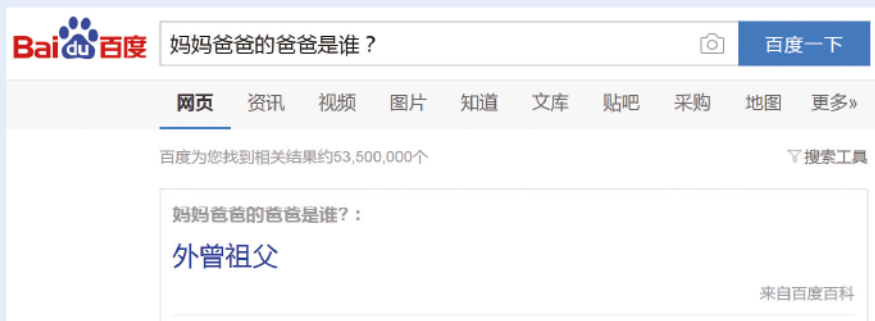 Bai du 百度 妈妈爸爸的爸爸是谁？ 百度一下
网页 资讯 视频 图片 知道 文库 贴吧 采购 地图 更多»
百度为您找到相关结果约53,500,000个 搜索工具
妈妈爸爸的爸爸是谁?：
外曾祖父
来自百度百科